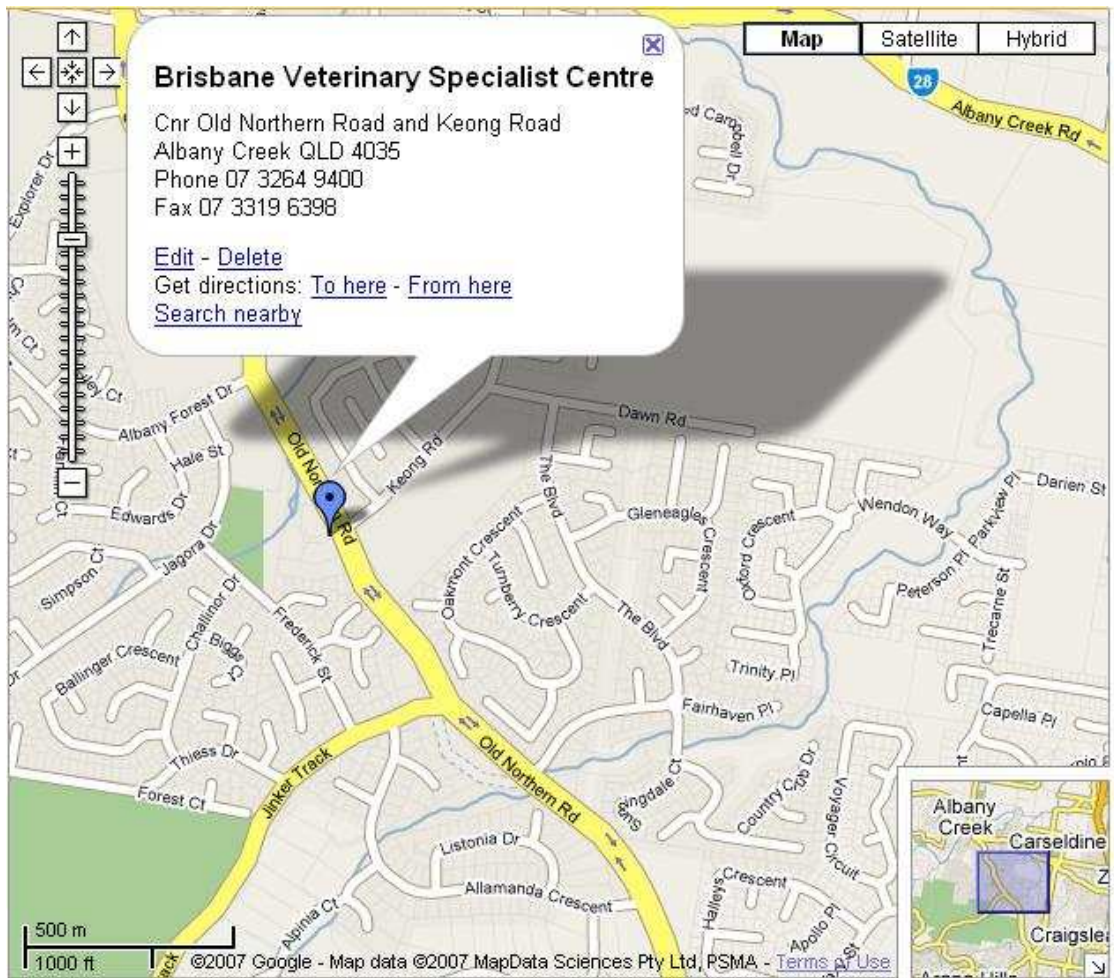 Brisbane Veterinary Specialist Centre
Cnr Old Northern Road and Keong Road
Albany Creek QLD 4035
Phone 07 3264 9400
Fax 07 3319 6398
Edit - Delete
Get directions: To here - From here
Search nearby
Map
Satellite
Hybrid
28
Albany Creek Rd
Campbell Dr
Explorer Dr
Albany Forest Dr
Hale St
Edwards Dr
Jagora Dr
Simpson Ct
Challinor Dr
Frederick St
Biggs Ct
Ballinger Crescent
Thiess Dr
Forest Ct
Jinker Track
Old Northern Rd
Keong Rd
Dawn Rd
The Blvd
Gleneagles Crescent
Oakmont Crescent
Turnberry Crescent
The Blvd
Oxford Crescent
Wendon Way
Parkview Pl
Darien St
Peterson Pl
Trecarne St
Trinity Pl
Fairhaven Pl
Capella Pl
Old Northern Rd
Country Cl
Voyager Circuit
Listonia Dr
Allamanda Crescent
Alpinia Ct
Halleys Crescent
Apollo Pl
Albany Creek
Carseldine
500 m
1000 ft
©2007 Google - Map data ©2007 MapData Sciences Pty Ltd, PSMA - Terms of Use